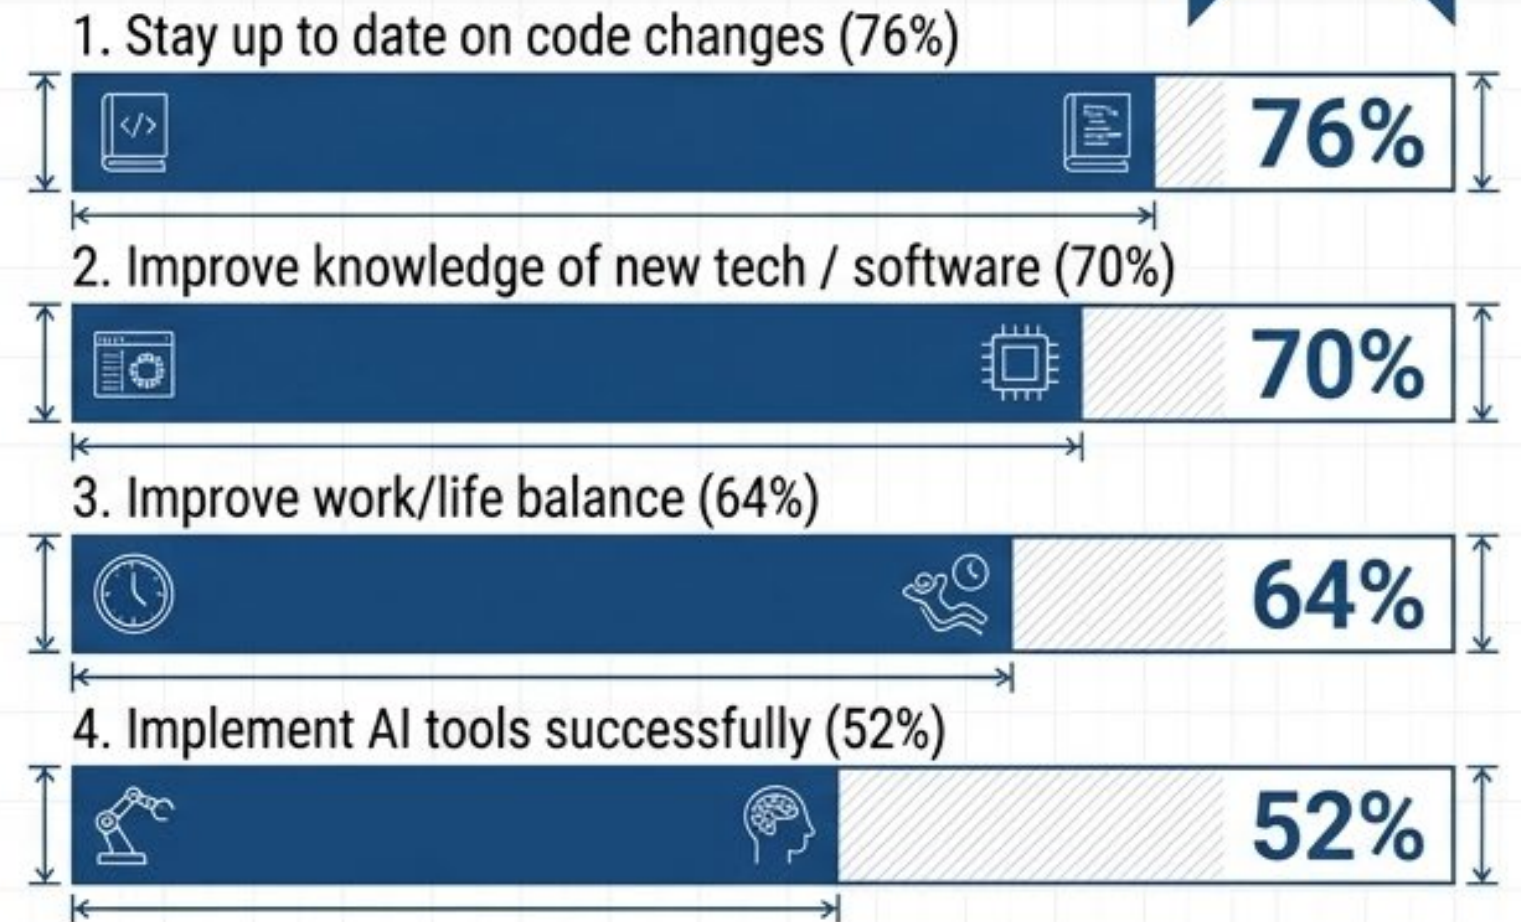 1. Stay up to date on code changes (76%)
76%
2. Improve knowledge of new tech / software (70%)
70%
3. Improve work/life balance (64%)
64%
4. Implement AI tools successfully (52%)
52%